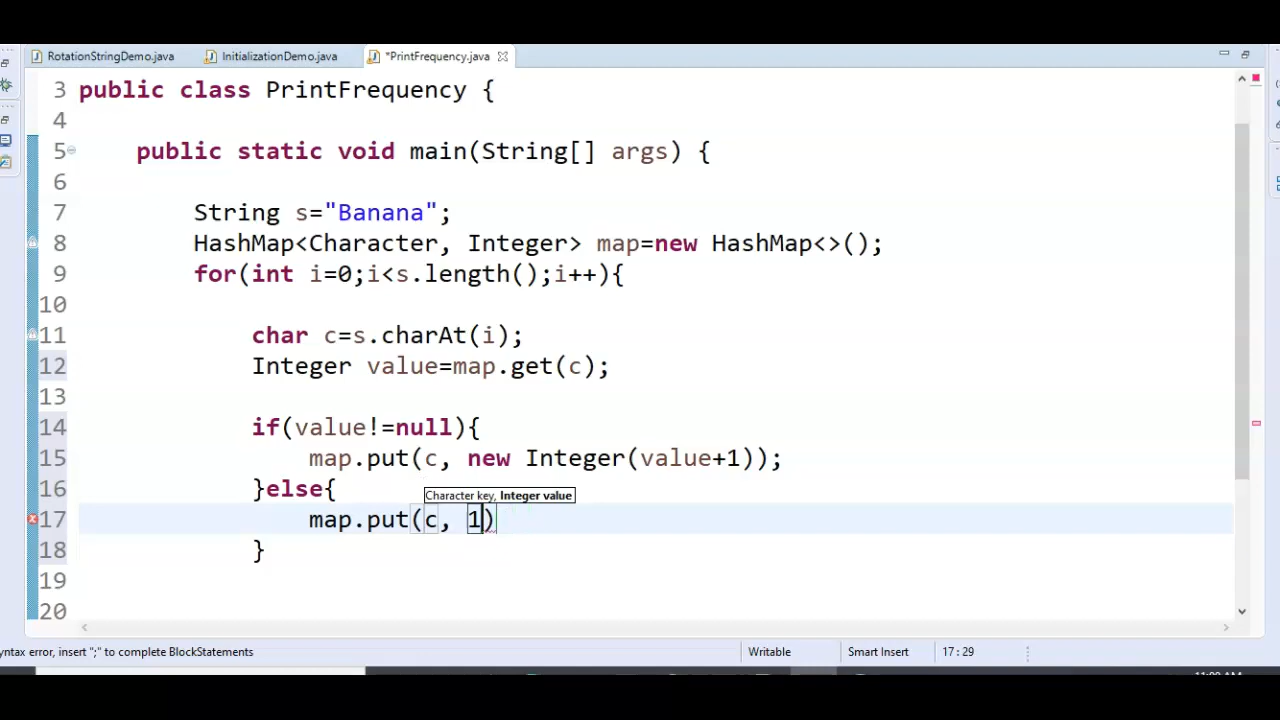 RotationStringDemo.java InitializationDemo.java *PrintFrequency.java
3 public class PrintFrequency {
4
5 public static void main(String[] args) {
6
7 String s="Banana";
8 HashMap<Character, Integer> map=new HashMap<>();
9 for(int i=0;i<s.length();i++){
10
11 char c=s.charAt(i);
12 Integer value=map.get(c);
13
14 if(value!=null){
15 map.put(c, new Integer(value+1));
16 }else{
Character key, Integer value
17 map.put(c, 1)
18 }
19
20
yntax error, insert ";" to complete BlockStatements Writable Smart Insert 17 : 29